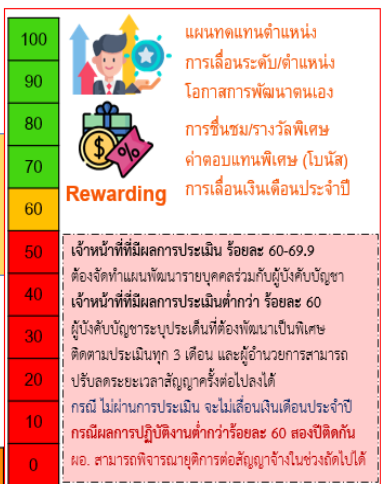 100
90
80
70
60
50
40
30
20
10
0
Rewarding
แผนทดแทนตำแหน่ง
การเลื่อนระดับ/ตำแหน่ง
โอกาสการพัฒนาตนเอง
การชื่นชม/รางวัลพิเศษ
ค่าตอบแทนพิเศษ (โบนัส)
การเลื่อนเงินเดือนประจำปี
เจ้าหน้าที่ที่มีผลการประเมิน ร้อยละ 60-69.9
ต้องจัดทำแผนพัฒนารายบุคคลร่วมกับผู้บังคับบัญชา
เจ้าหน้าที่ที่มีผลการประเมินต่ำกว่า ร้อยละ 60
ผู้บังคับบัญชาระบุประเด็นที่ต้องพัฒนาเป็นพิเศษ
ติดตามประเมินทุก 3 เดือน และผู้อำนวยการสามารถ
ปรับลดระยะเวลาสัญญาครั้งต่อไปลงได้
กรณี ไม่ผ่านการประเมิน จะไม่เลื่อนเงินเดือนประจำปี
กรณีผลการปฏิบัติงานต่ำกว่าร้อยละ 60 สองปีติดกัน
ผอ. สามารถพิจารณายุติการต่อสัญญาจ้างในช่วงถัดไปได้